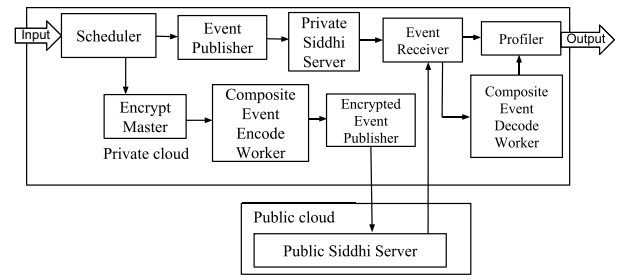 Input
Scheduler
Event
Publisher
Private
Siddhi
Server
Event
Receiver
Profiler
Output
Encrypt
Master
Composite
Event
Encode
Worker
Encrypted
Event
Publisher
Composite
Event
Decode
Worker
Private cloud
Public cloud
Public Siddhi Server